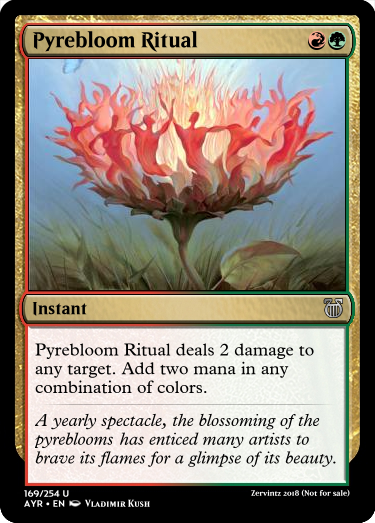 Pyrebloom Ritual
Instant
Pyrebloom Ritual deals 2 damage to
any target. Add two mana in any
combination of colors.
A yearly spectacle, the blossoming of the
pyreblooms has enticed many artists to
brave its flames for a glimpse of its beauty.
169/254 U
Zervintz 2018 (Not for sale)
AYR • EN Vladimir Kush